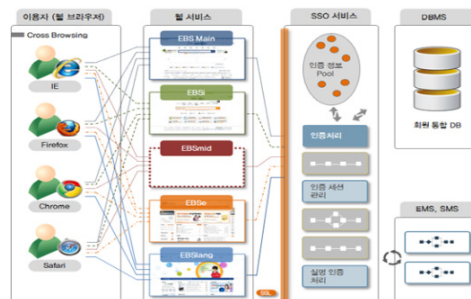 이용자 (웹 브라우저)
웹 서비스
SSO 서비스
DBMS
Cross Browsing
IE
Firefox
Chrome
Safari
EBS Main
EBSi
EBSmid
EBSe
EBSlang
SSL
인증 정보
Pool
인증처리
인증 세션
관리
실명 인증
처리
회원 통합 DB
EMS, SMS